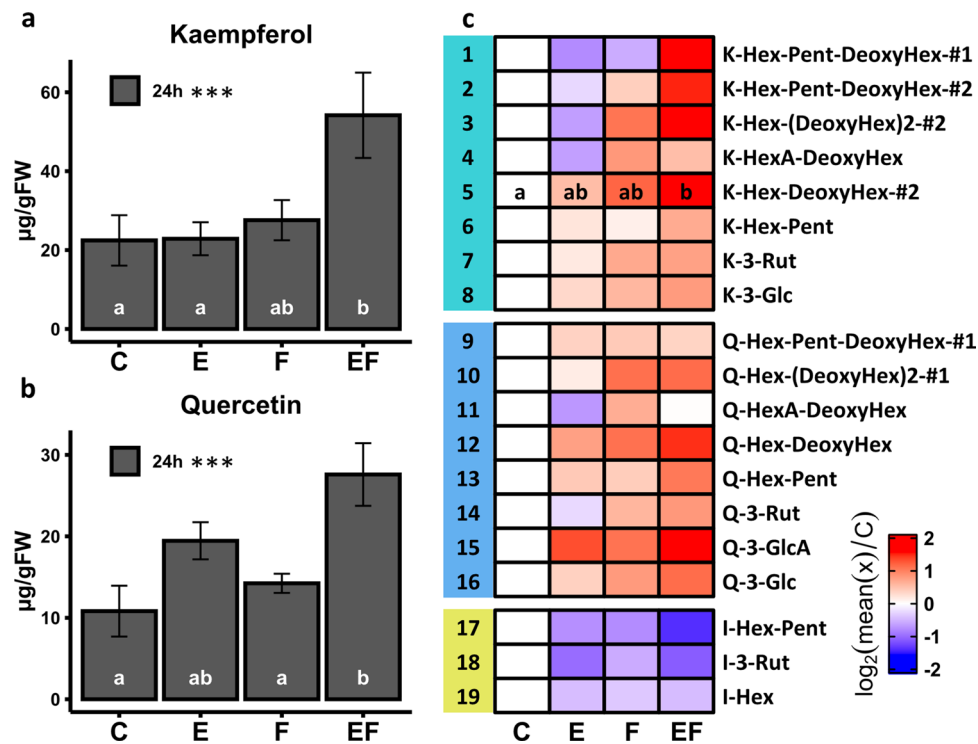 a
Kaempferol
24h ***
µg/gFW
60
40
20
0
a a ab b
C E F EF
b
Quercetin
24h ***
µg/gFW
30
20
10
0
a ab a b
C E F EF
c
1 K-Hex-Pent-DeoxyHex-#1
2 K-Hex-Pent-DeoxyHex-#2
3 K-Hex-(DeoxyHex)2-#2
4 K-HexA-DeoxyHex
5 a ab ab b K-Hex-DeoxyHex-#2
6 K-Hex-Pent
7 K-3-Rut
8 K-3-Glc
9 Q-Hex-Pent-DeoxyHex-#1
10 Q-Hex-(DeoxyHex)2-#1
11 Q-HexA-DeoxyHex
12 Q-Hex-DeoxyHex
13 Q-Hex-Pent
14 Q-3-Rut
15 Q-3-GlcA
16 Q-3-Glc
17 I-Hex-Pent
18 I-3-Rut
19 I-Hex
C E F EF
log₂(mean(x)/C)
2
1
0
-1
-2